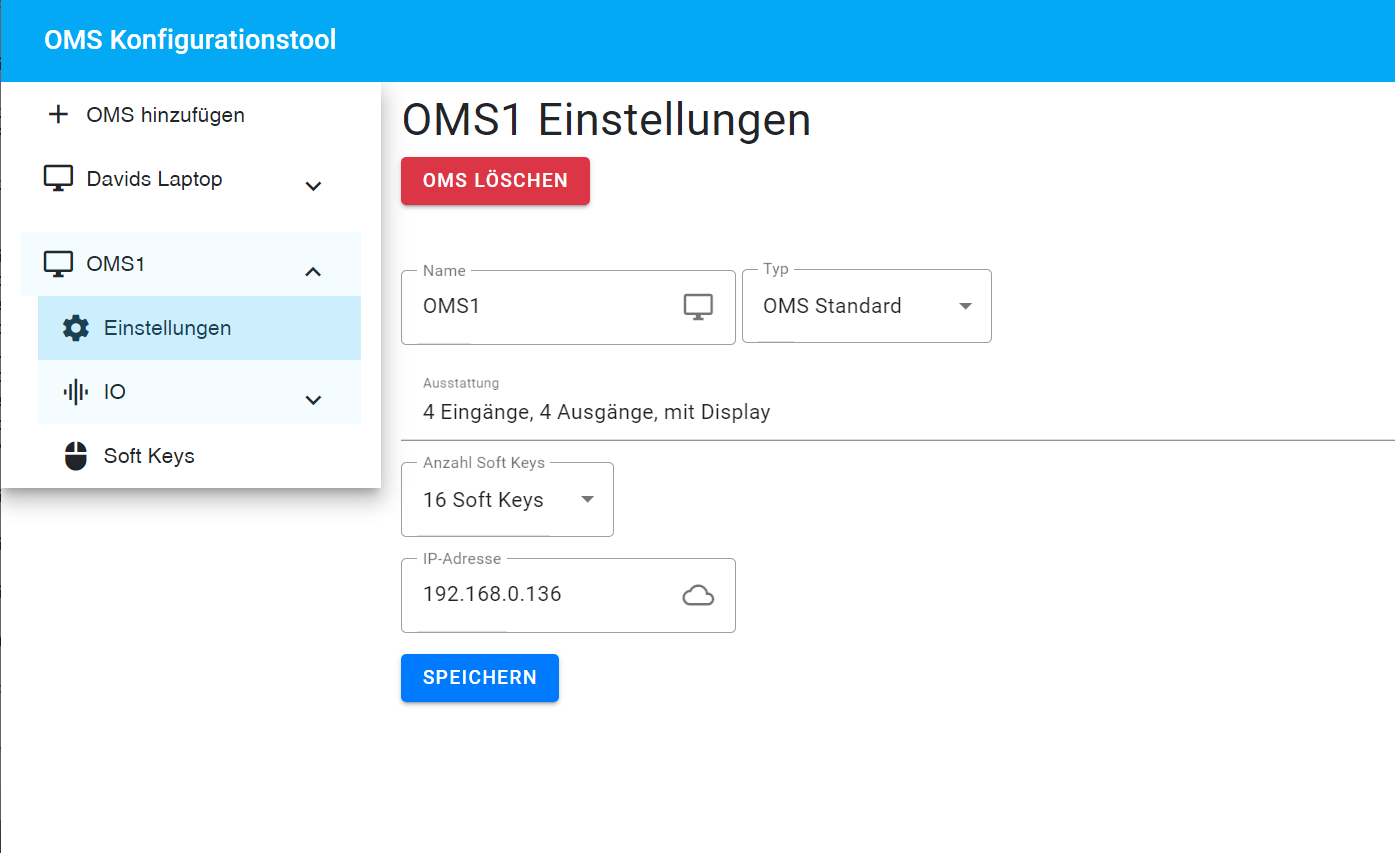 OMS Konfigurationstool
OMS hinzufügen
Davids Laptop
OMS1
Einstellungen
IO
Soft Keys
OMS1 Einstellungen
OMS LÖSCHEN
Name
OMS1
Typ
OMS Standard
Ausstattung
4 Eingänge, 4 Ausgänge, mit Display
Anzahl Soft Keys
16 Soft Keys
IP-Adresse
192.168.0.136
SPEICHERN